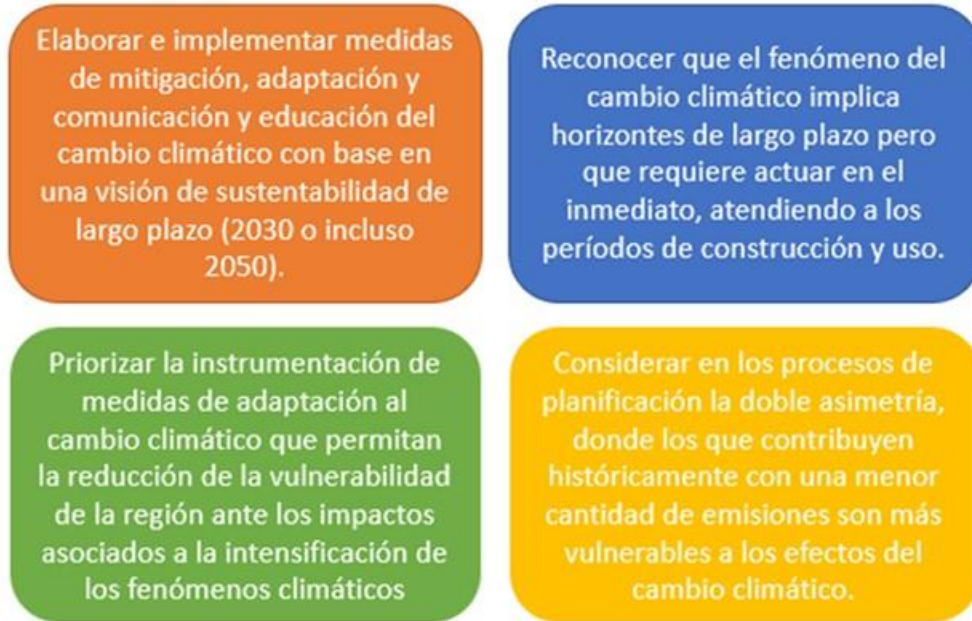 Elaborar e implementar medidas
de mitigación, adaptación y
comunicación y educación del
cambio climático con base en
una visión de sustentabilidad de
largo plazo (2030 o incluso
2050).
Reconocer que el fenómeno del
cambio climático implica
horizontes de largo plazo pero
que requiere actuar en el
inmediato, atendiendo a los
períodos de construcción y uso.
Priorizar la instrumentación de
medidas de adaptación al
cambio climático que permitan
la reducción de la vulnerabilidad
de la región ante los impactos
asociados a la intensificación de
los fenómenos climáticos
Considerar en los procesos de
planificación la doble asimetría,
donde los que contribuyen
históricamente con una menor
cantidad de emisiones son más
vulnerables a los efectos del
cambio climático.